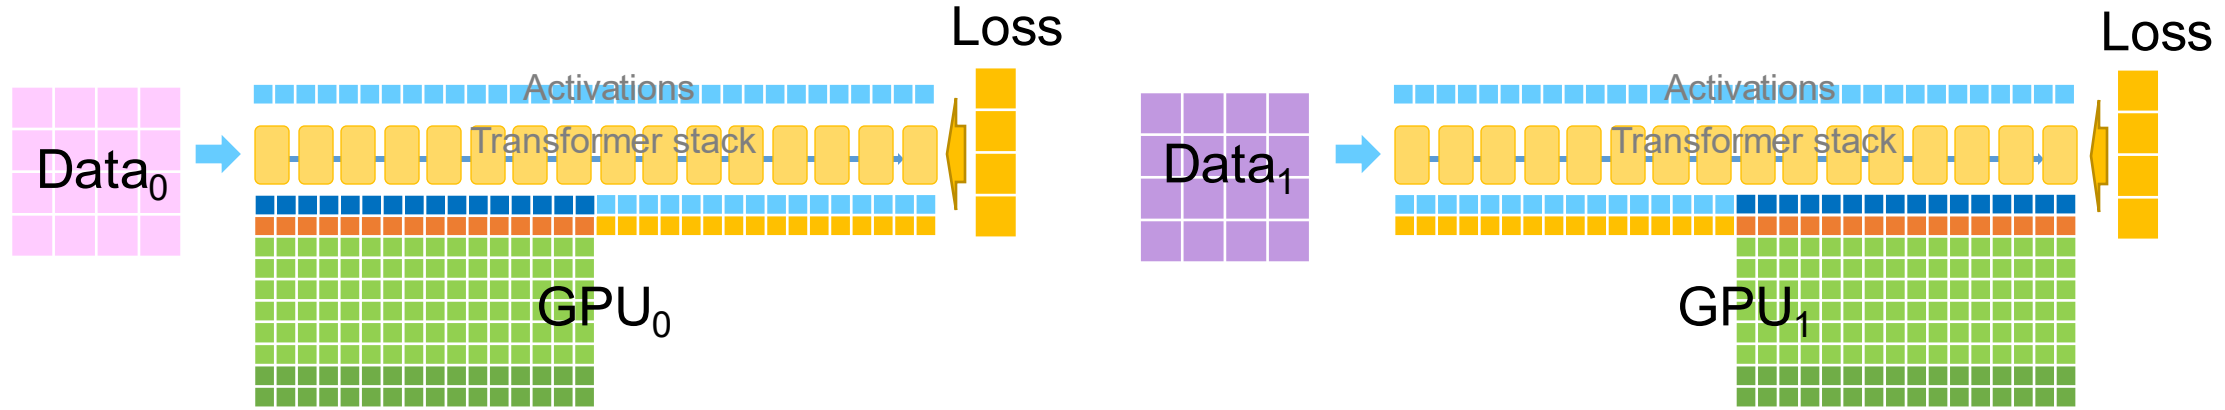 Loss
Activations
Transformer stack
Data0
GPU0
Loss
Activations
Transformer stack
Data1
GPU1